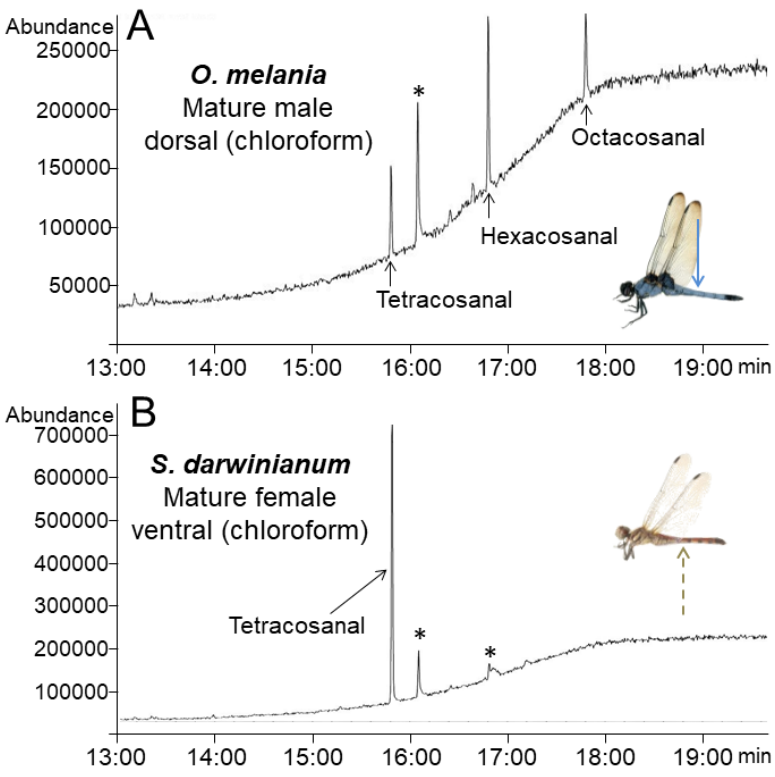 A
Abundance
250000
200000
150000
100000
50000
O. melania
Mature male
dorsal (chloroform)
*
Octacosanal
Hexacosanal
Tetracosanal
13:00 14:00 15:00 16:00 17:00 18:00 19:00 min
B
Abundance
700000
600000
500000
400000
300000
200000
100000
S. darwinianum
Mature female
ventral (chloroform)
Tetracosanal
* *
13:00 14:00 15:00 16:00 17:00 18:00 19:00 min